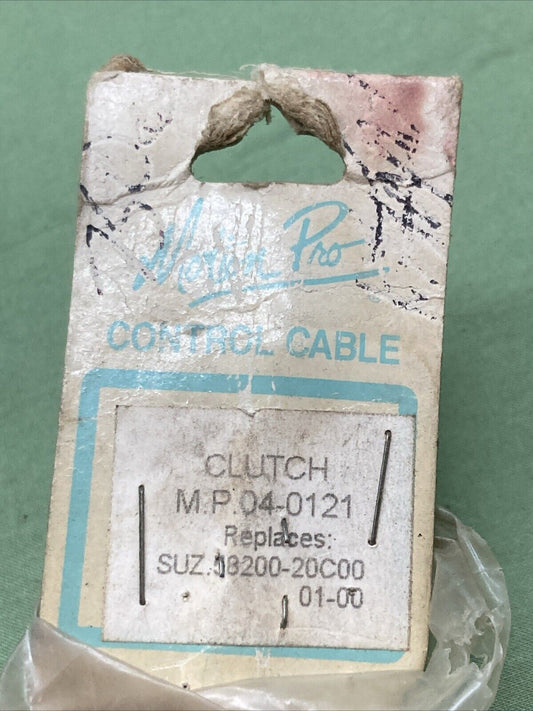 Motion Pro
CONTROL CABLE
CLUTCH
M.P.04-0121
Replaces:
SUZ.58200-20C00
01-00